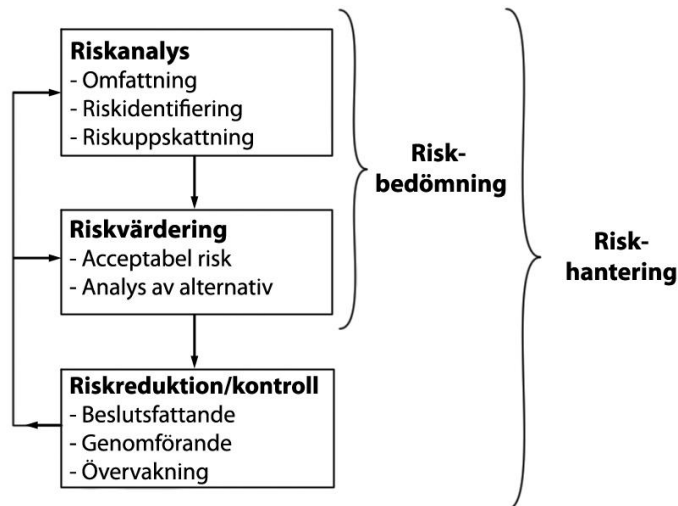 Riskanalys
- Omfattning
- Riskidentifiering
- Riskuppskattning
Risk-
bedömning
Riskvärdering
- Acceptabel risk
- Analys av alternativ
Risk-
hantering
Riskreduktion/kontroll
- Beslutsfattande
- Genomförande
- Övervakning